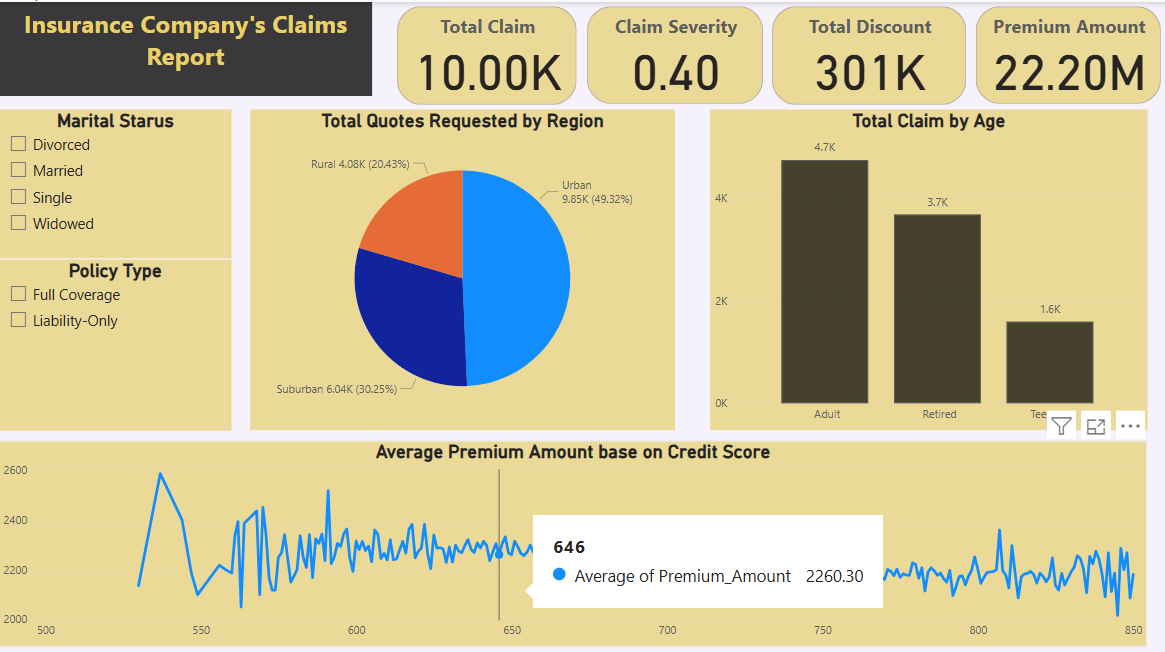 Insurance Company's Claims
Report
Total Claim
10.00K
Claim Severity
0.40
Total Discount
301K
Premium Amount
22.20M
Marital Starus
Divorced
Married
Single
Widowed
Policy Type
Full Coverage
Liability-Only
Total Quotes Requested by Region
Rural 4.08K (20.43%)
Urban
9.85K (49.32%)
Suburban 6.04K (30.25%)
Total Claim by Age
4.7K
4K
3.7K
2K
1.6K
0K
Adult
Retired
Average Premium Amount base on Credit Score
2600
2400
2200
2000
646
Average of Premium_Amount 2260.30
500
550
600
650
700
750
800
850